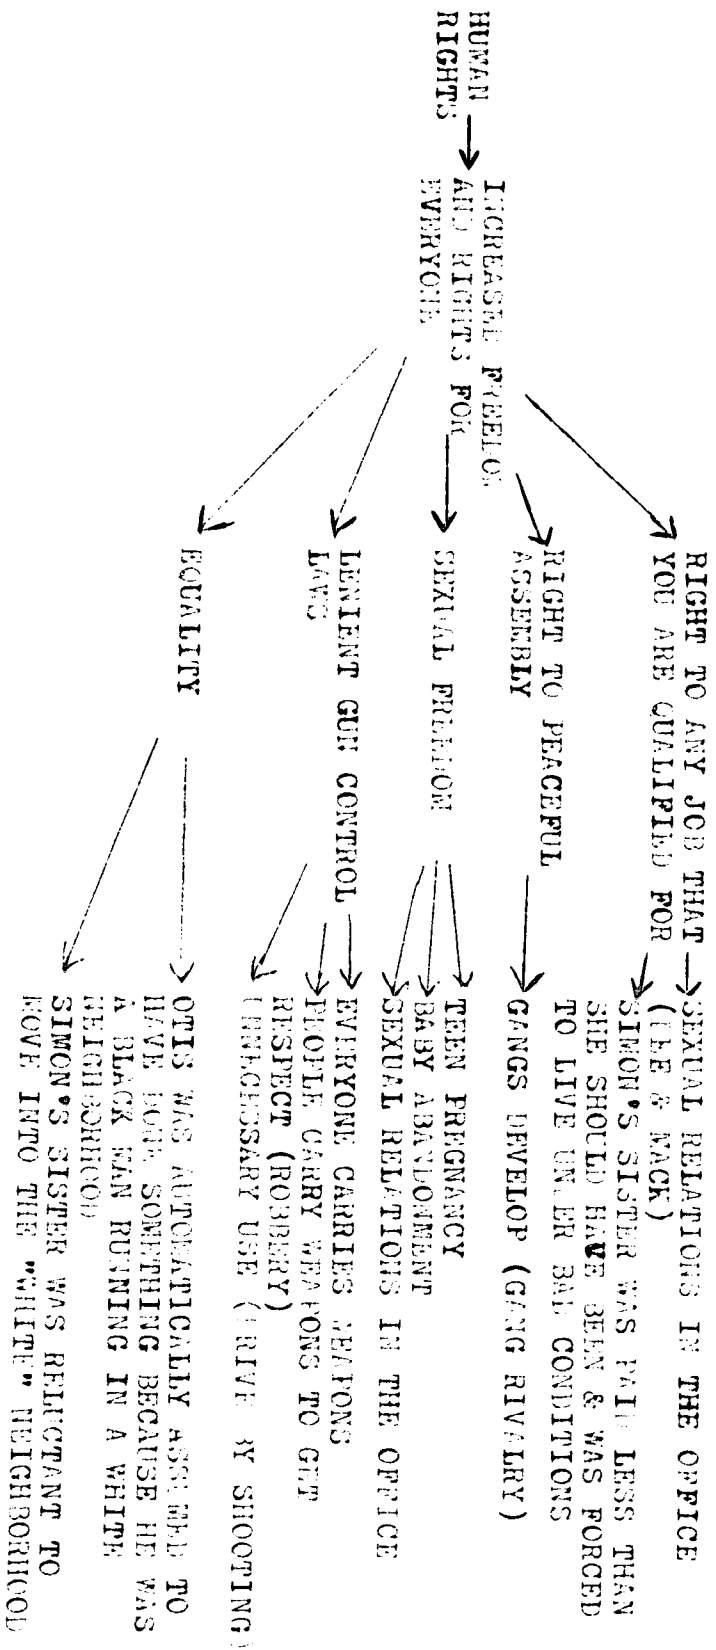 HUMAN
RIGHTS
INCREASED FREEDOM
AND RIGHTS FOR
EVERYONE
RIGHT TO ANY JOB THAT
YOU ARE QUALIFIED FOR
SEXUAL RELATIONS IN THE OFFICE
(DEE & MACK)
SIMON'S SISTER WAS PAID LESS THAN
SHE SHOULD HAVE BEEN & WAS FORCED
TO LIVE UNDER BAD CONDITIONS
RIGHT TO PEACEFUL
ASSEMBLY
GANGS DEVELOP (GANG RIVALRY)
SEXUAL FREEDOM
TEEN PREGNANCY
BABY ABANDONMENT
SEXUAL RELATIONS IN THE OFFICE
LENIENT GUN CONTROL
LAWS
EVERYONE CARRIES WEAPONS
PEOPLE CARRY WEAPONS TO GET
RESPECT (ROBBERY)
UNNECESSARY USE (DRIVE BY SHOOTING)
EQUALITY
OTIS WAS AUTOMATICALLY ASSUMED TO
HAVE DONE SOMETHING BECAUSE HE WAS
A BLACK MAN RUNNING IN A WHITE
NEIGHBORHOOD
SIMON'S SISTER WAS RELUCTANT TO
MOVE INTO THE "WHITE" NEIGHBORHOOD